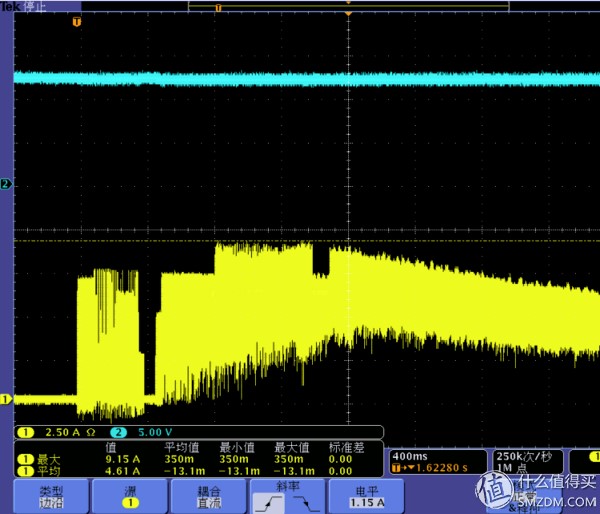 Tek 停止
T
T
2
1
1 2.50 A Ω 2 5.00 V
值 平均值 最小值 最大值 标准差
1 最大 9.15 A 350m 350m 350m 0.00
1 平均 4.61 A −13.1m −13.1m −13.1m 0.00
400ms
T→▼1.62280 s
250k次/秒
1M 点
1
类型
边沿
源
1
耦合
直流
斜率
电平
1.15 A
值 什么值得买
SMZDM.COM